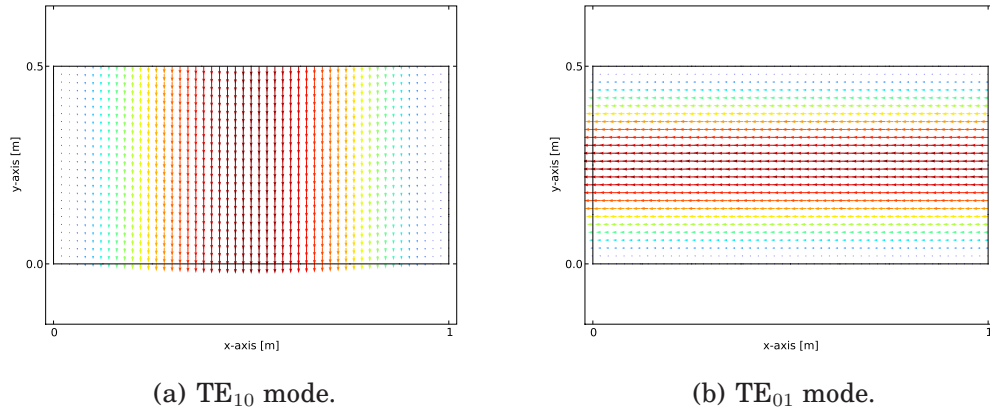 0.5
0.0
0
1
y-axis [m]
x-axis [m]
(a) TE10 mode.
0.5
0.0
0
1
y-axis [m]
x-axis [m]
(b) TE01 mode.